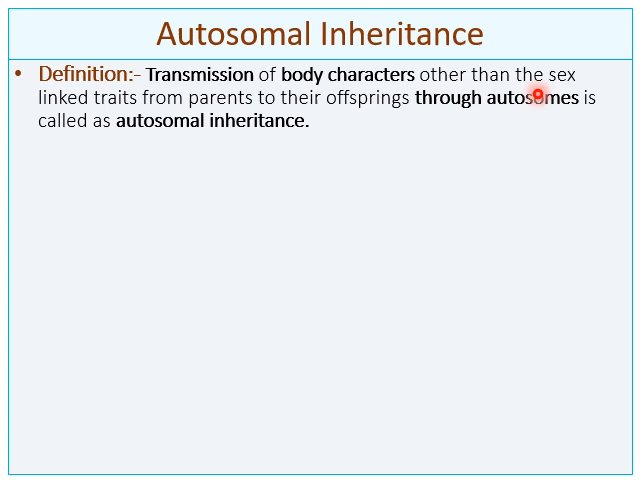 Autosomal Inheritance
• Definition:- Transmission of body characters other than the sex
linked traits from parents to their offsprings through autosomes is
called as autosomal inheritance.